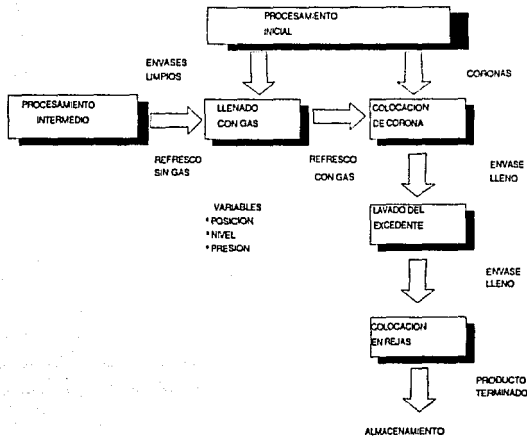 PROCESAMIENTO
INICIAL
ENVASES
LIMPIOS
CORONAS
PROCESAMIENTO
INTERMEDIO
LLENADO
CON GAS
COLOCACION
DE CORONA
REFRESCO
SIN GAS
REFRESCO
CON GAS
ENVASE
LLENO
VARIABLES
* POSICION
* NIVEL
* PRESION
LAVADO DEL
EXCEDENTE
ENVASE
LLENO
COLOCACION
EN REJAS
PRODUCTO
TERMINADO
ALMACENAMIENTO